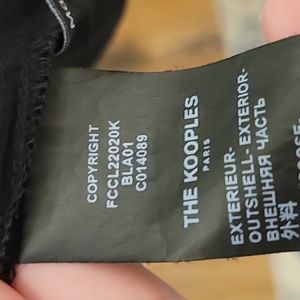 COPYRIGHT
FCCL22020K
BLA01
C014089
THE KOOPLES
PARIS
EXTERIEUR-
OUTSHELL-EXTERIOR-
ВНЕШНЯЯ ЧАСТЬ
外料